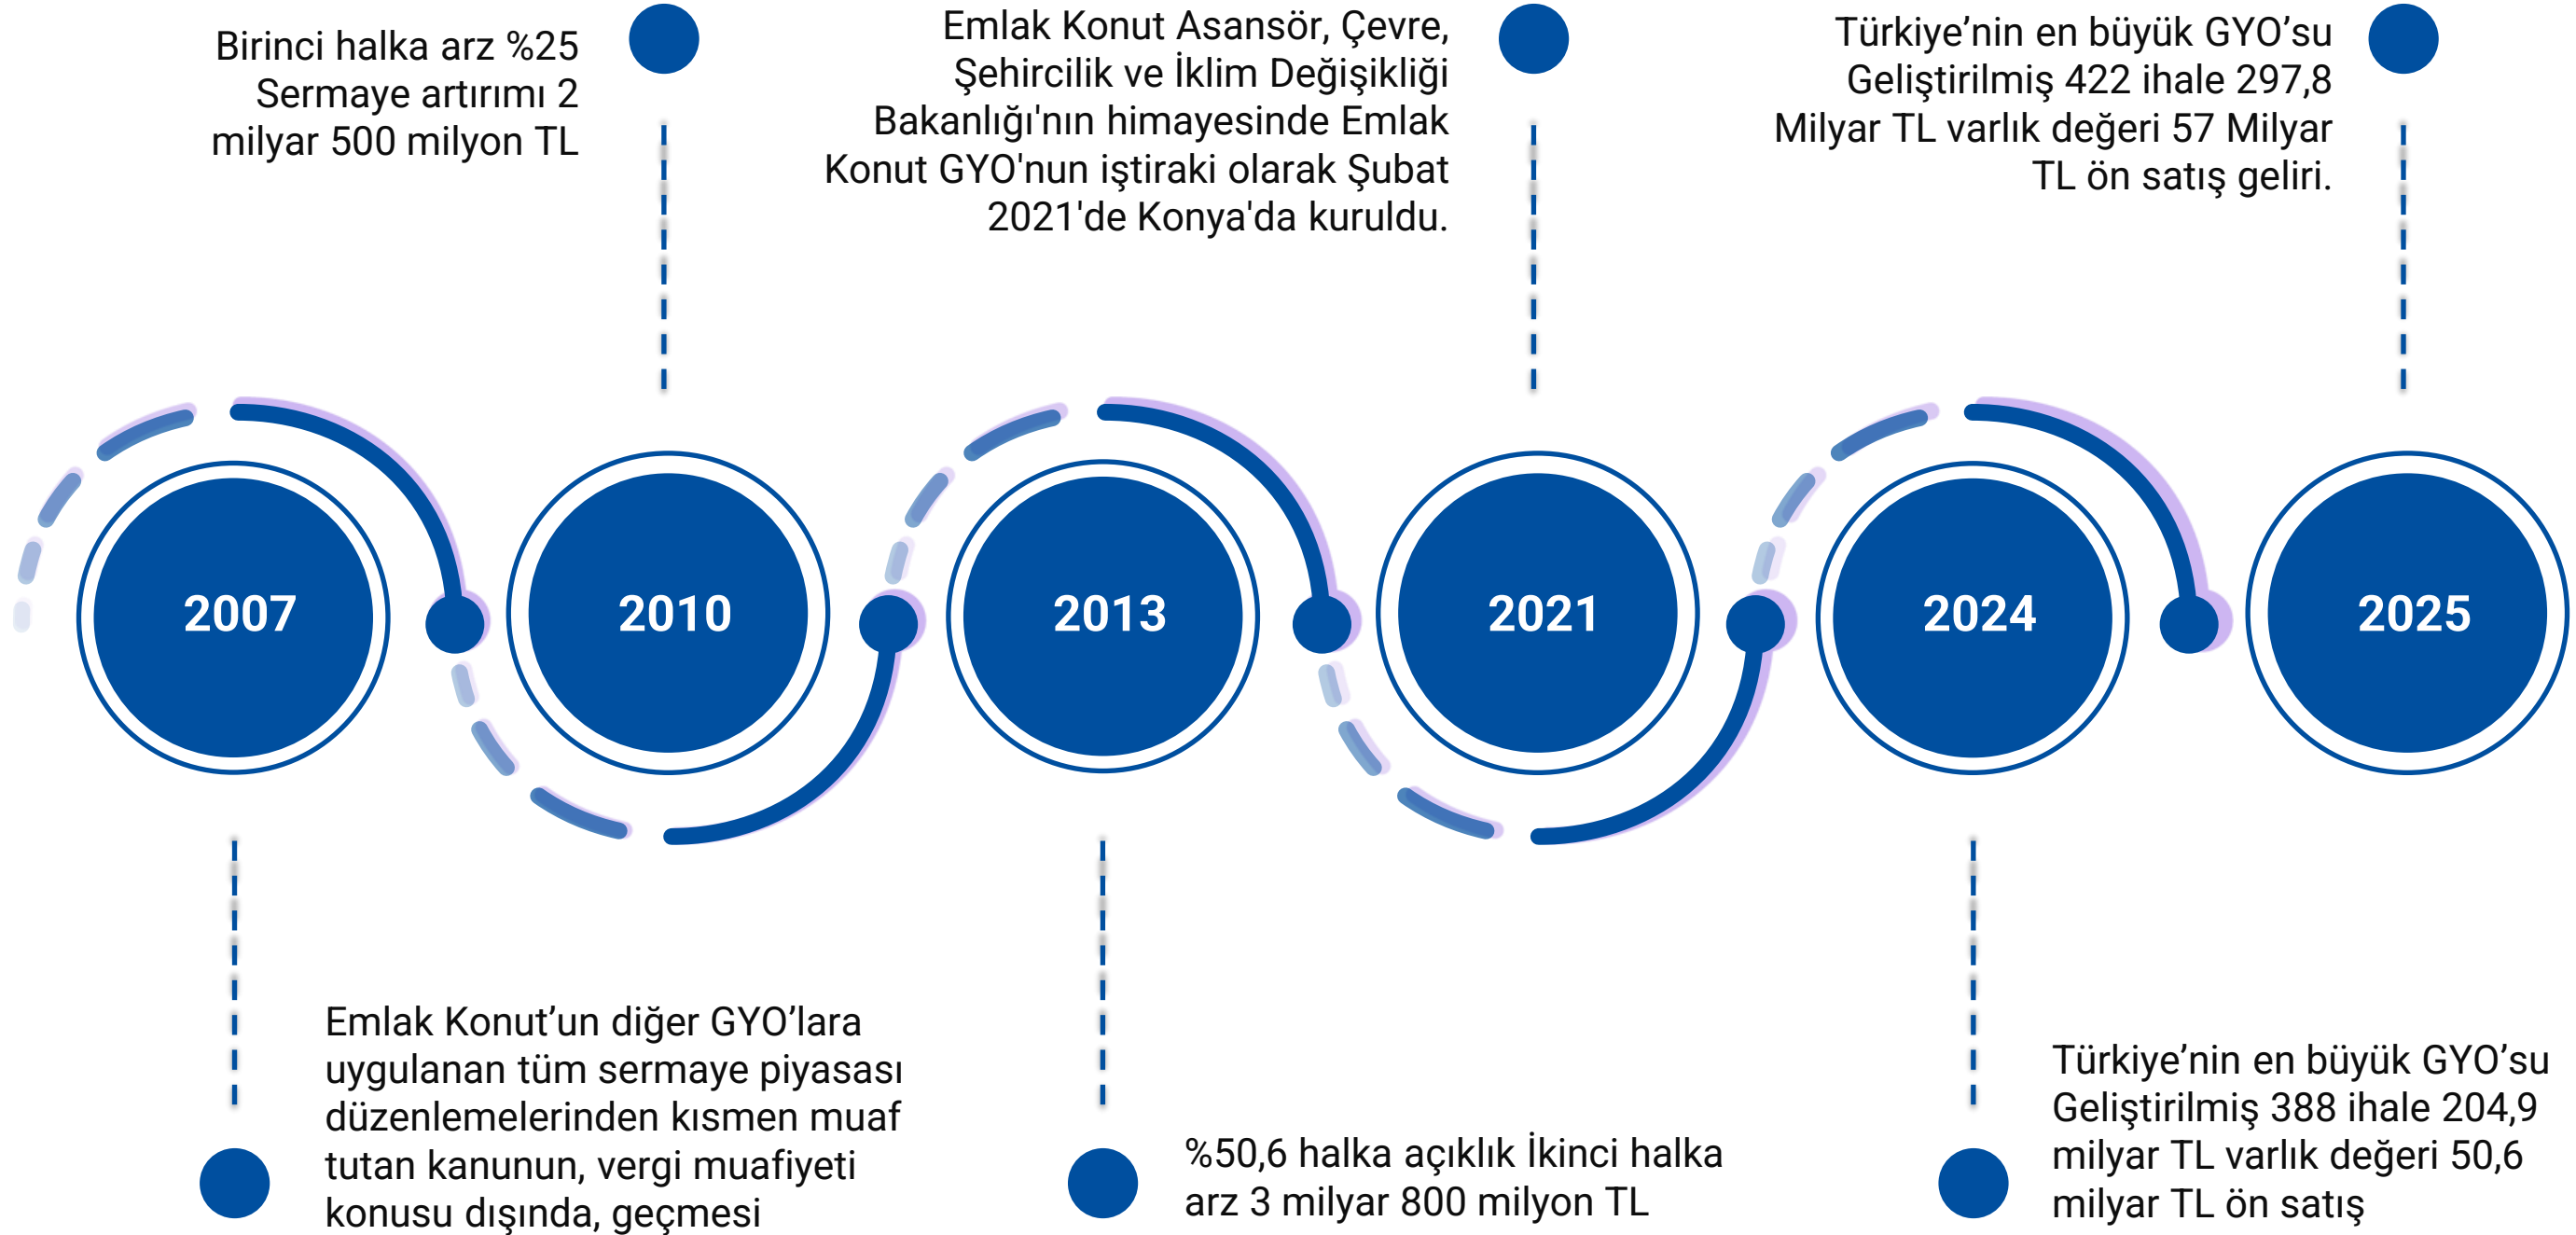 Birinci halka arz %25
Sermaye artırımı 2
milyar 500 milyon TL
Emlak Konut Asansör, Çevre,
Şehircilik ve İklim Değişikliği
Bakanlığı'nın himayesinde Emlak
Konut GYO'nun iştiraki olarak Şubat
2021'de Konya'da kuruldu.
Türkiye’nin en büyük GYO’su
Geliştirilmiş 422 ihale 297,8
Milyar TL varlık değeri 57 Milyar
TL ön satış geliri.
2007
2010
2013
2021
2024
2025
Emlak Konut’un diğer GYO’lara
uygulanan tüm sermaye piyasası
düzenlemelerinden kısmen muaf
tutan kanunun, vergi muafiyeti
konusu dışında, geçmesi
%50,6 halka açıklık İkinci halka
arz 3 milyar 800 milyon TL
Türkiye’nin en büyük GYO’su
Geliştirilmiş 388 ihale 204,9
milyar TL varlık değeri 50,6
milyar TL ön satış